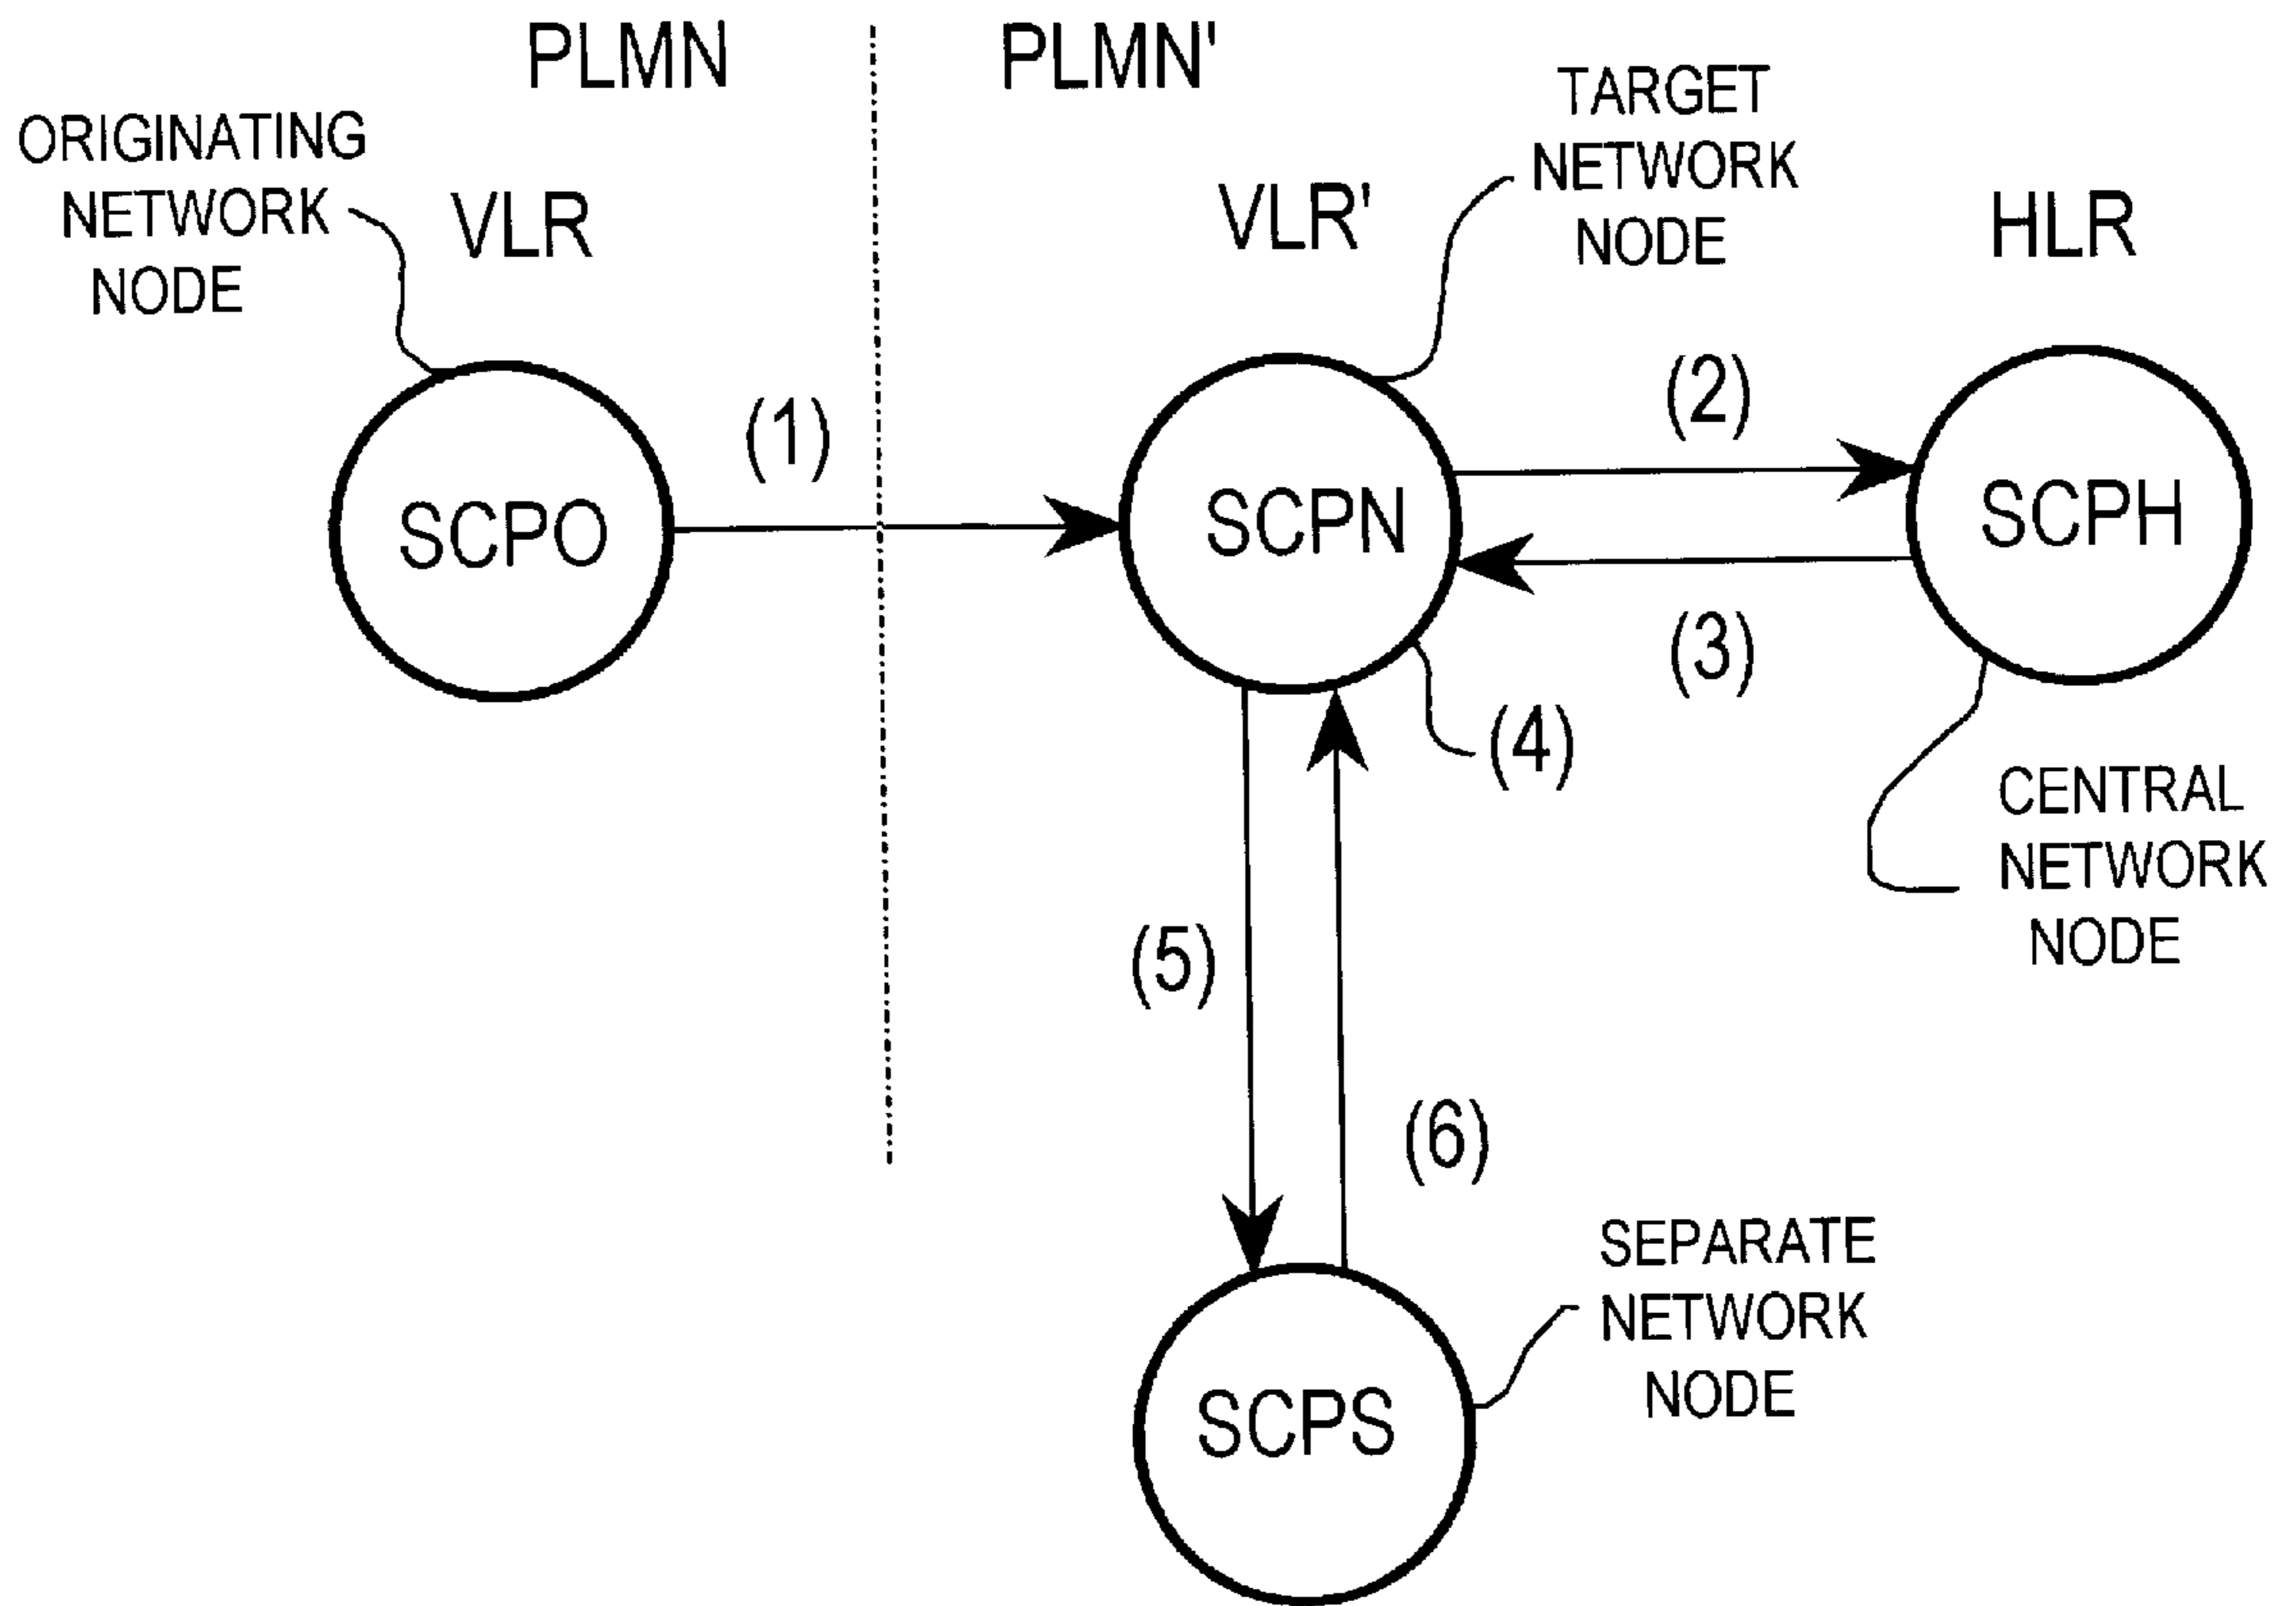 PLMN
PLMN'
ORIGINATING
NETWORK
NODE
VLR
VLR'
TARGET
NETWORK
NODE
HLR
SCPO
(1)
SCPN
(2)
SCPH
(3)
(4)
CENTRAL
NETWORK
NODE
(5)
(6)
SEPARATE
NETWORK
NODE
SCPS